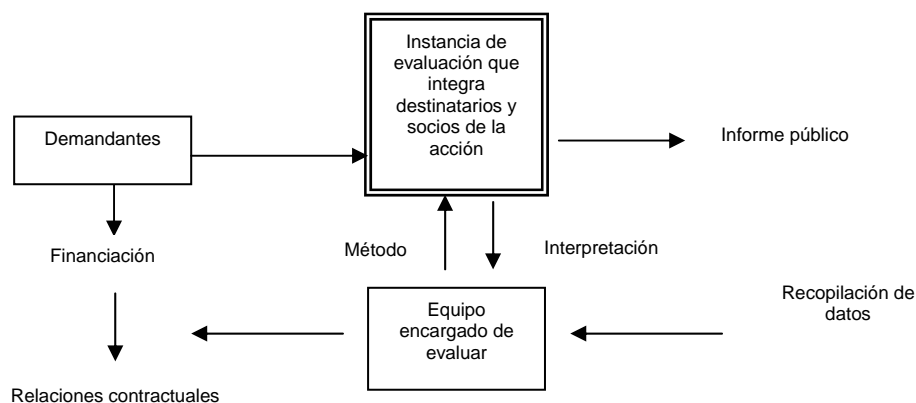 Instancia de
evaluación que
integra
destinatarios y
socios de la
acción
Demandantes
Informe público
Financiación
Método
Interpretación
Recopilación de
datos
Equipo
encargado de
evaluar
Relaciones contractuales